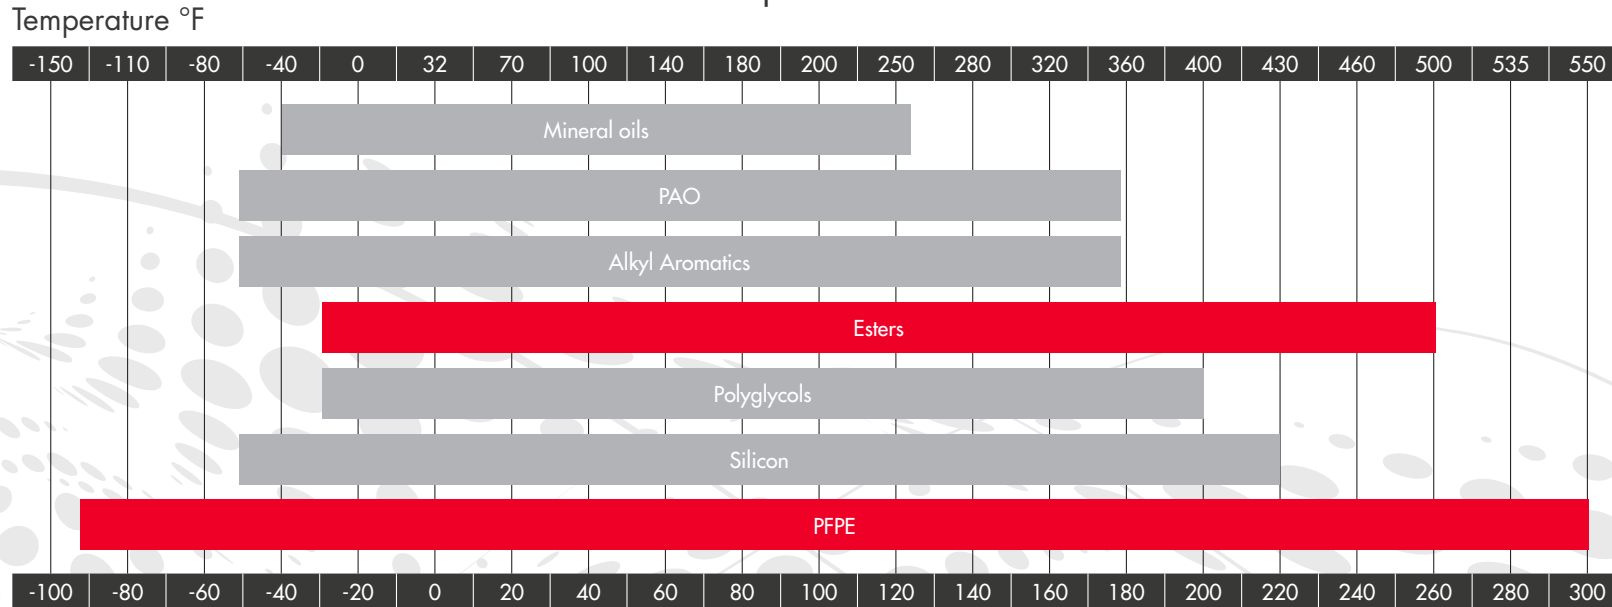 Temperature °F
-150 -110 -80 -40 0 32 70 100 140 180 200 250 280 320 360 400 430 460 500 535 550
Mineral oils
PAO
Alkyl Aromatics
Esters
Polyglycols
Silicon
PFPE
-100 -80 -60 -40 -20 0 20 40 60 80 100 120 140 160 180 200 220 240 260 280 300